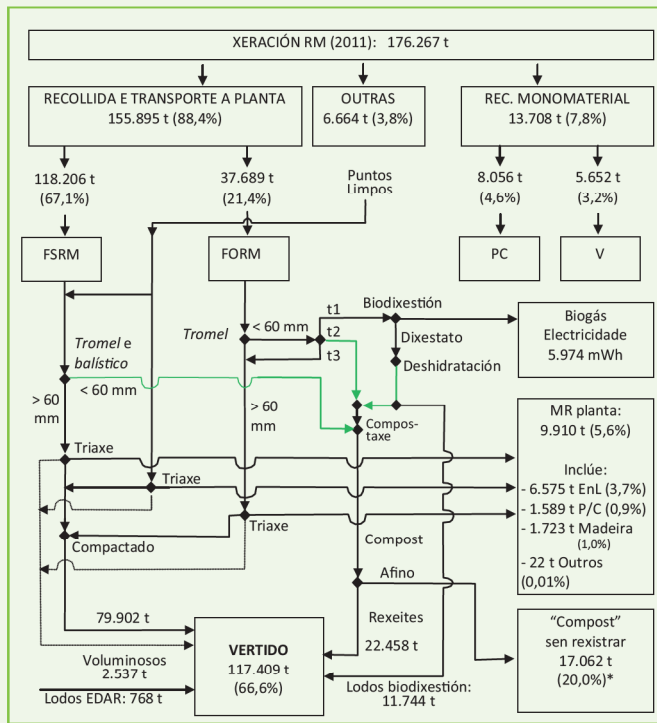 XERACIÓN RM (2011): 176.267 t
RECOLLIDA E TRANSPORTE A PLANTA
155.895 t (88,4%)
OUTRAS
6.664 t (3,8%)
REC. MONOMATERIAL
13.708 t (7,8%)
118.206 t
(67,1%)
37.689 t
(21,4%)
Puntos
Limpos
8.056 t
(4,6%)
5.652 t
(3,2%)
FSRM
FORM
PC
V
Tromel e
balístico
Tromel
< 60 mm
t1
t2
t3
Biodixestión
Dixestato
Deshidratación
Biogás
Electricidade
5.974 mWh
< 60 mm
> 60
mm
> 60
mm
Compos-
taxe
MR planta:
9.910 t (5,6%)
Inclúe:
- 6.575 EnL (3,7%)
- 1.589 t P/C (0,9%)
- 1.723 t Madeira
(1,0%)
- 22 t Outros
(0,01%)
Triaxe
Triaxe
Triaxe
Compactado
Compost
Afino
79.902 t
Rexeites
22.458 t
VERTIDO
117.409 t
(66,6%)
Voluminosos
2.537 t
Lodos EDAR: 768 t
Lodos biodixestión:
11.744 t
"Compost"
sen rexistrar
17.062 t
(20,0%)*